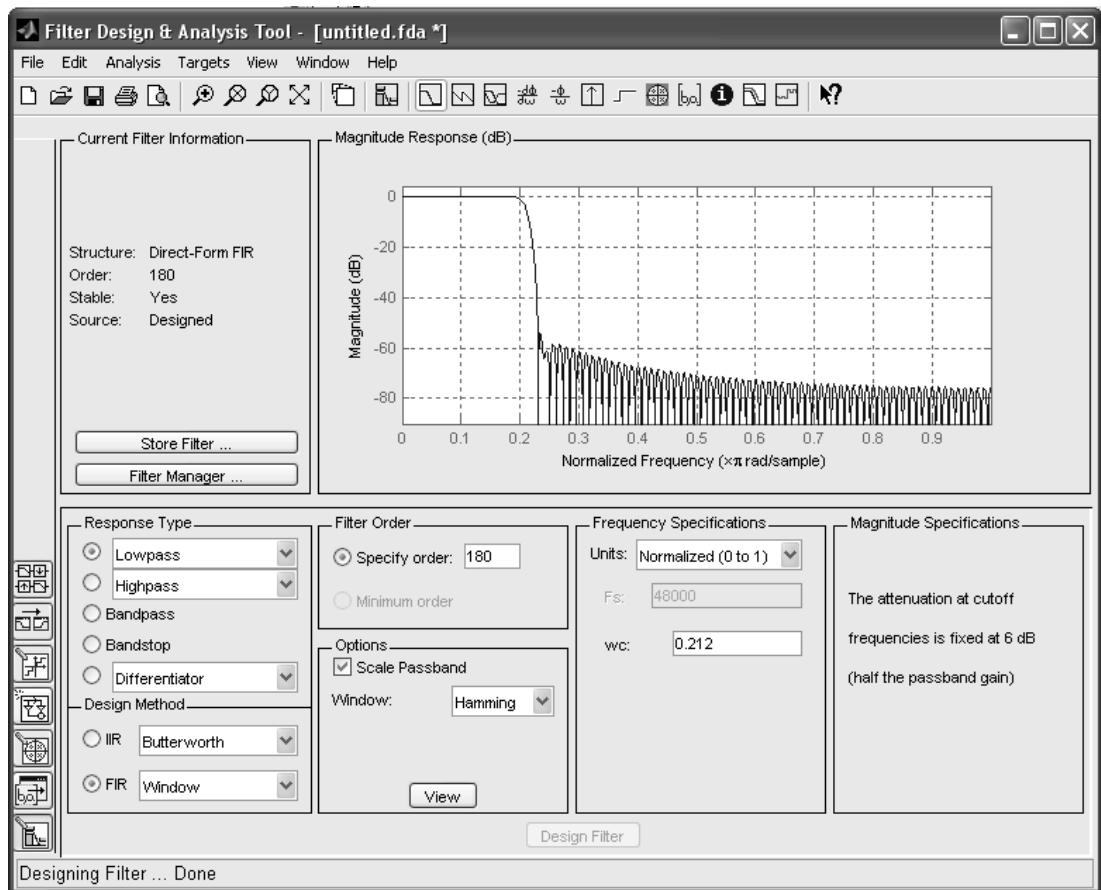 Filter Design & Analysis Tool - [untitled.fda *]
File Edit Analysis Targets View Window Help
Current Filter Information
Structure: Direct-Form FIR
Order: 180
Stable: Yes
Source: Designed
Store Filter ...
Filter Manager ...
Magnitude Response (dB)
0
-20
-40
-60
-80
Magnitude (dB)
0 0.1 0.2 0.3 0.4 0.5 0.6 0.7 0.8 0.9
Normalized Frequency (×π rad/sample)
Response Type
Lowpass
Highpass
Bandpass
Bandstop
Differentiator
Design Method
IIR Butterworth
FIR Window
Filter Order
Specify order: 180
Minimum order
Options
Scale Passband
Window: Hamming
View
Frequency Specifications
Units: Normalized (0 to 1)
Fs: 48000
wc: 0.212
Magnitude Specifications
The attenuation at cutoff
frequencies is fixed at 6 dB
(half the passband gain)
Design Filter
Designing Filter ... Done